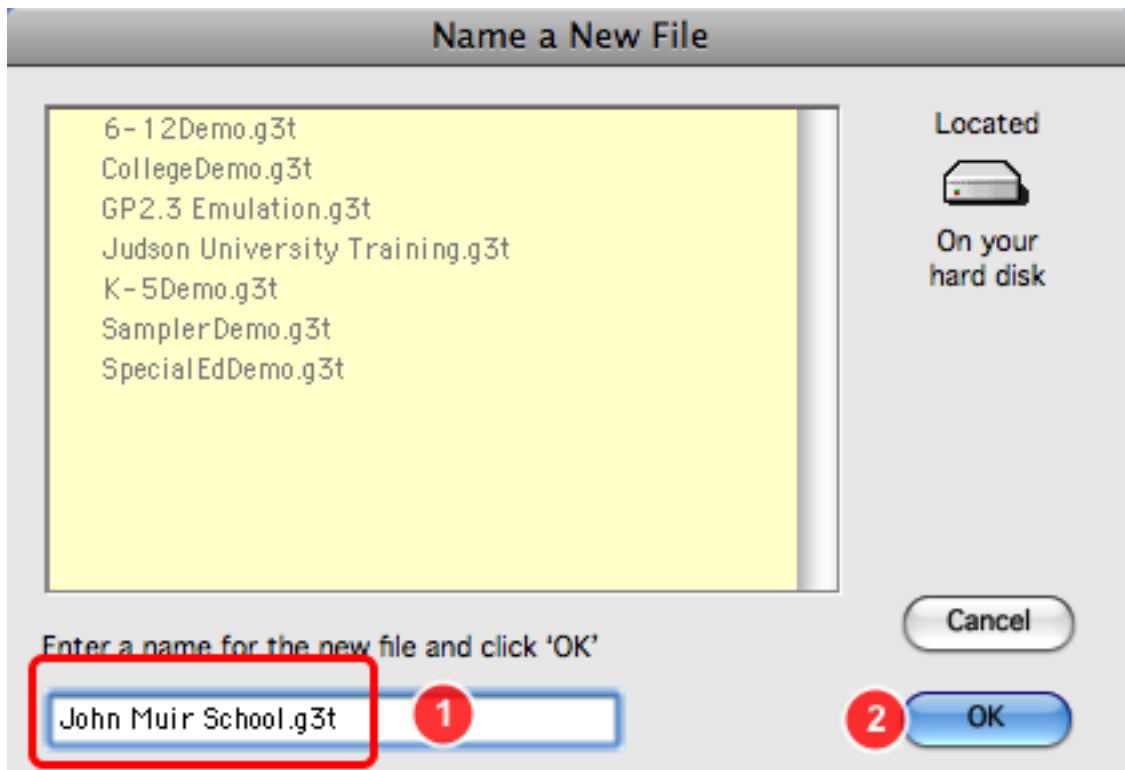 Name a New File
6-12Demo.g3t
CollegeDemo.g3t
GP2.3 Emulation.g3t
Judson University Training.g3t
K-5Demo.g3t
SamplerDemo.g3t
SpecialEdDemo.g3t
Located
On your
hard disk
Cancel
Enter a name for the new file and click ‘OK’
John Muir School.g3t
1
2
OK